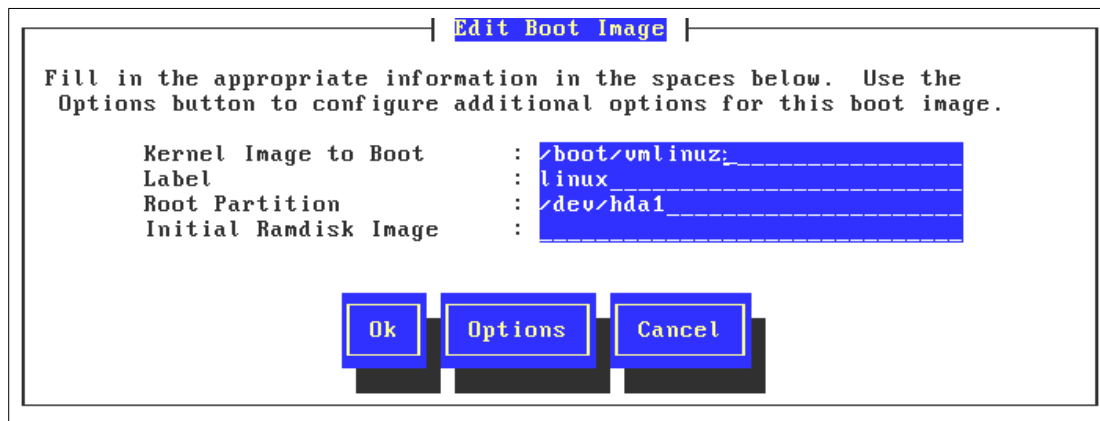 Edit Boot Image
Fill in the appropriate information in the spaces below.  Use the
Options button to configure additional options for this boot image.
Kernel Image to Boot : /boot/vmlinuz
Label : linux
Root Partition : /dev/hda1
Initial Ramdisk Image :
Ok Options Cancel